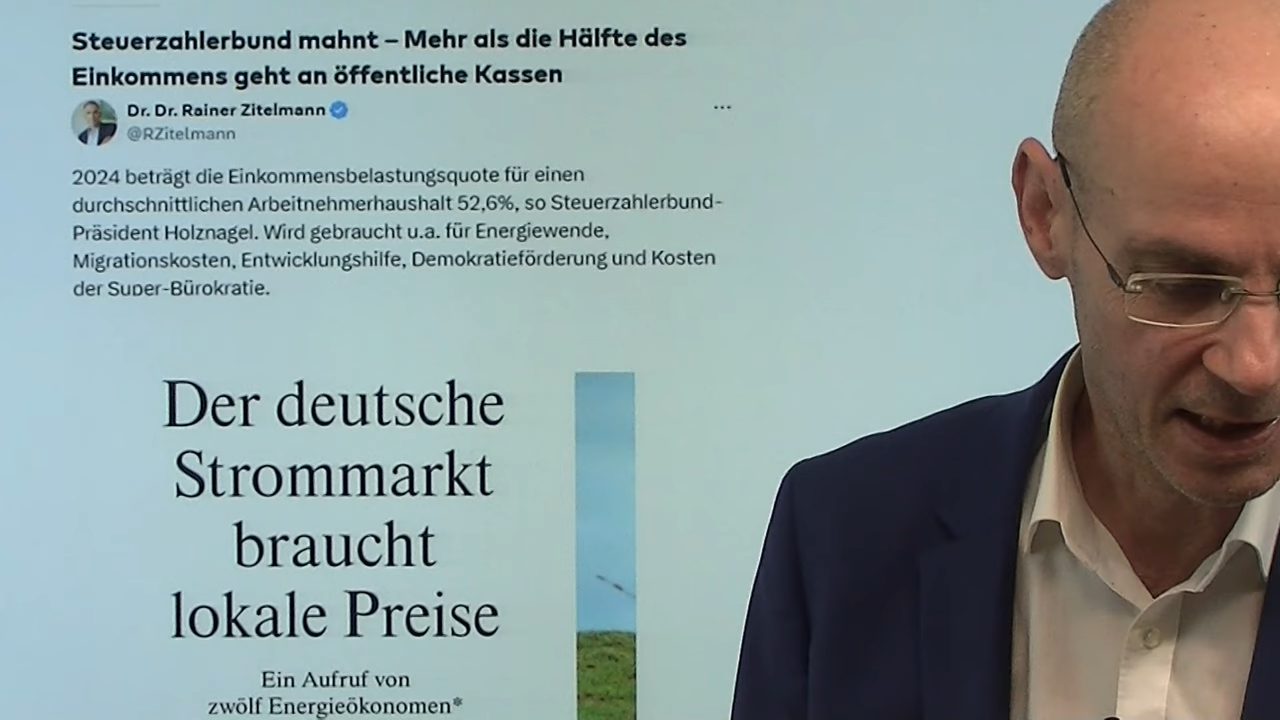 Steuerzahlerbund mahnt – Mehr als die Hälfte des
Einkommens geht an öffentliche Kassen
Dr. Dr. Rainer Zitelmann
@RZitelmann
2024 beträgt die Einkommensbelastungsquote für einen
durchschnittlichen Arbeitnehmerhaushalt 52,6%, so Steuerzahlerbund-
Präsident Holznagel. Wird gebraucht u.a. für Energiewende,
Migrationskosten, Entwicklungshilfe, Demokratieförderung und Kosten
der Super-Bürokratie.
Der deutsche
Strommarkt
braucht
lokale Preise
Ein Aufruf von
zwölf Energieökonomen*